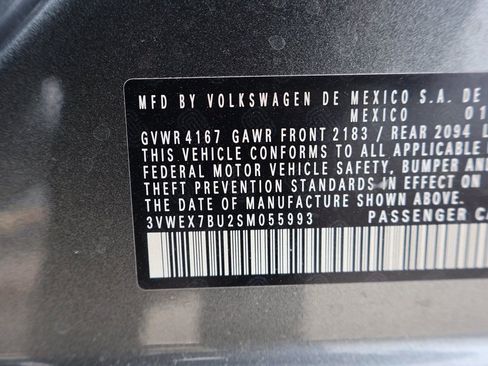 MFD BY VOLKSWAGEN DE MEXICO S.A. DE
MEXICO 01
GVWR 4167 GAWR FRONT 2183 / REAR 2094 L
THIS VEHICLE CONFORMS TO ALL APPLICABLE
FEDERAL MOTOR VEHICLE SAFETY, BUMPER AND
THEFT PREVENTION STANDARDS IN EFFECT ON
THE DATE OF MANUFACTURE SHOWN ABOVE.
3VWEX7BU2SM055993 PASSENGER CA